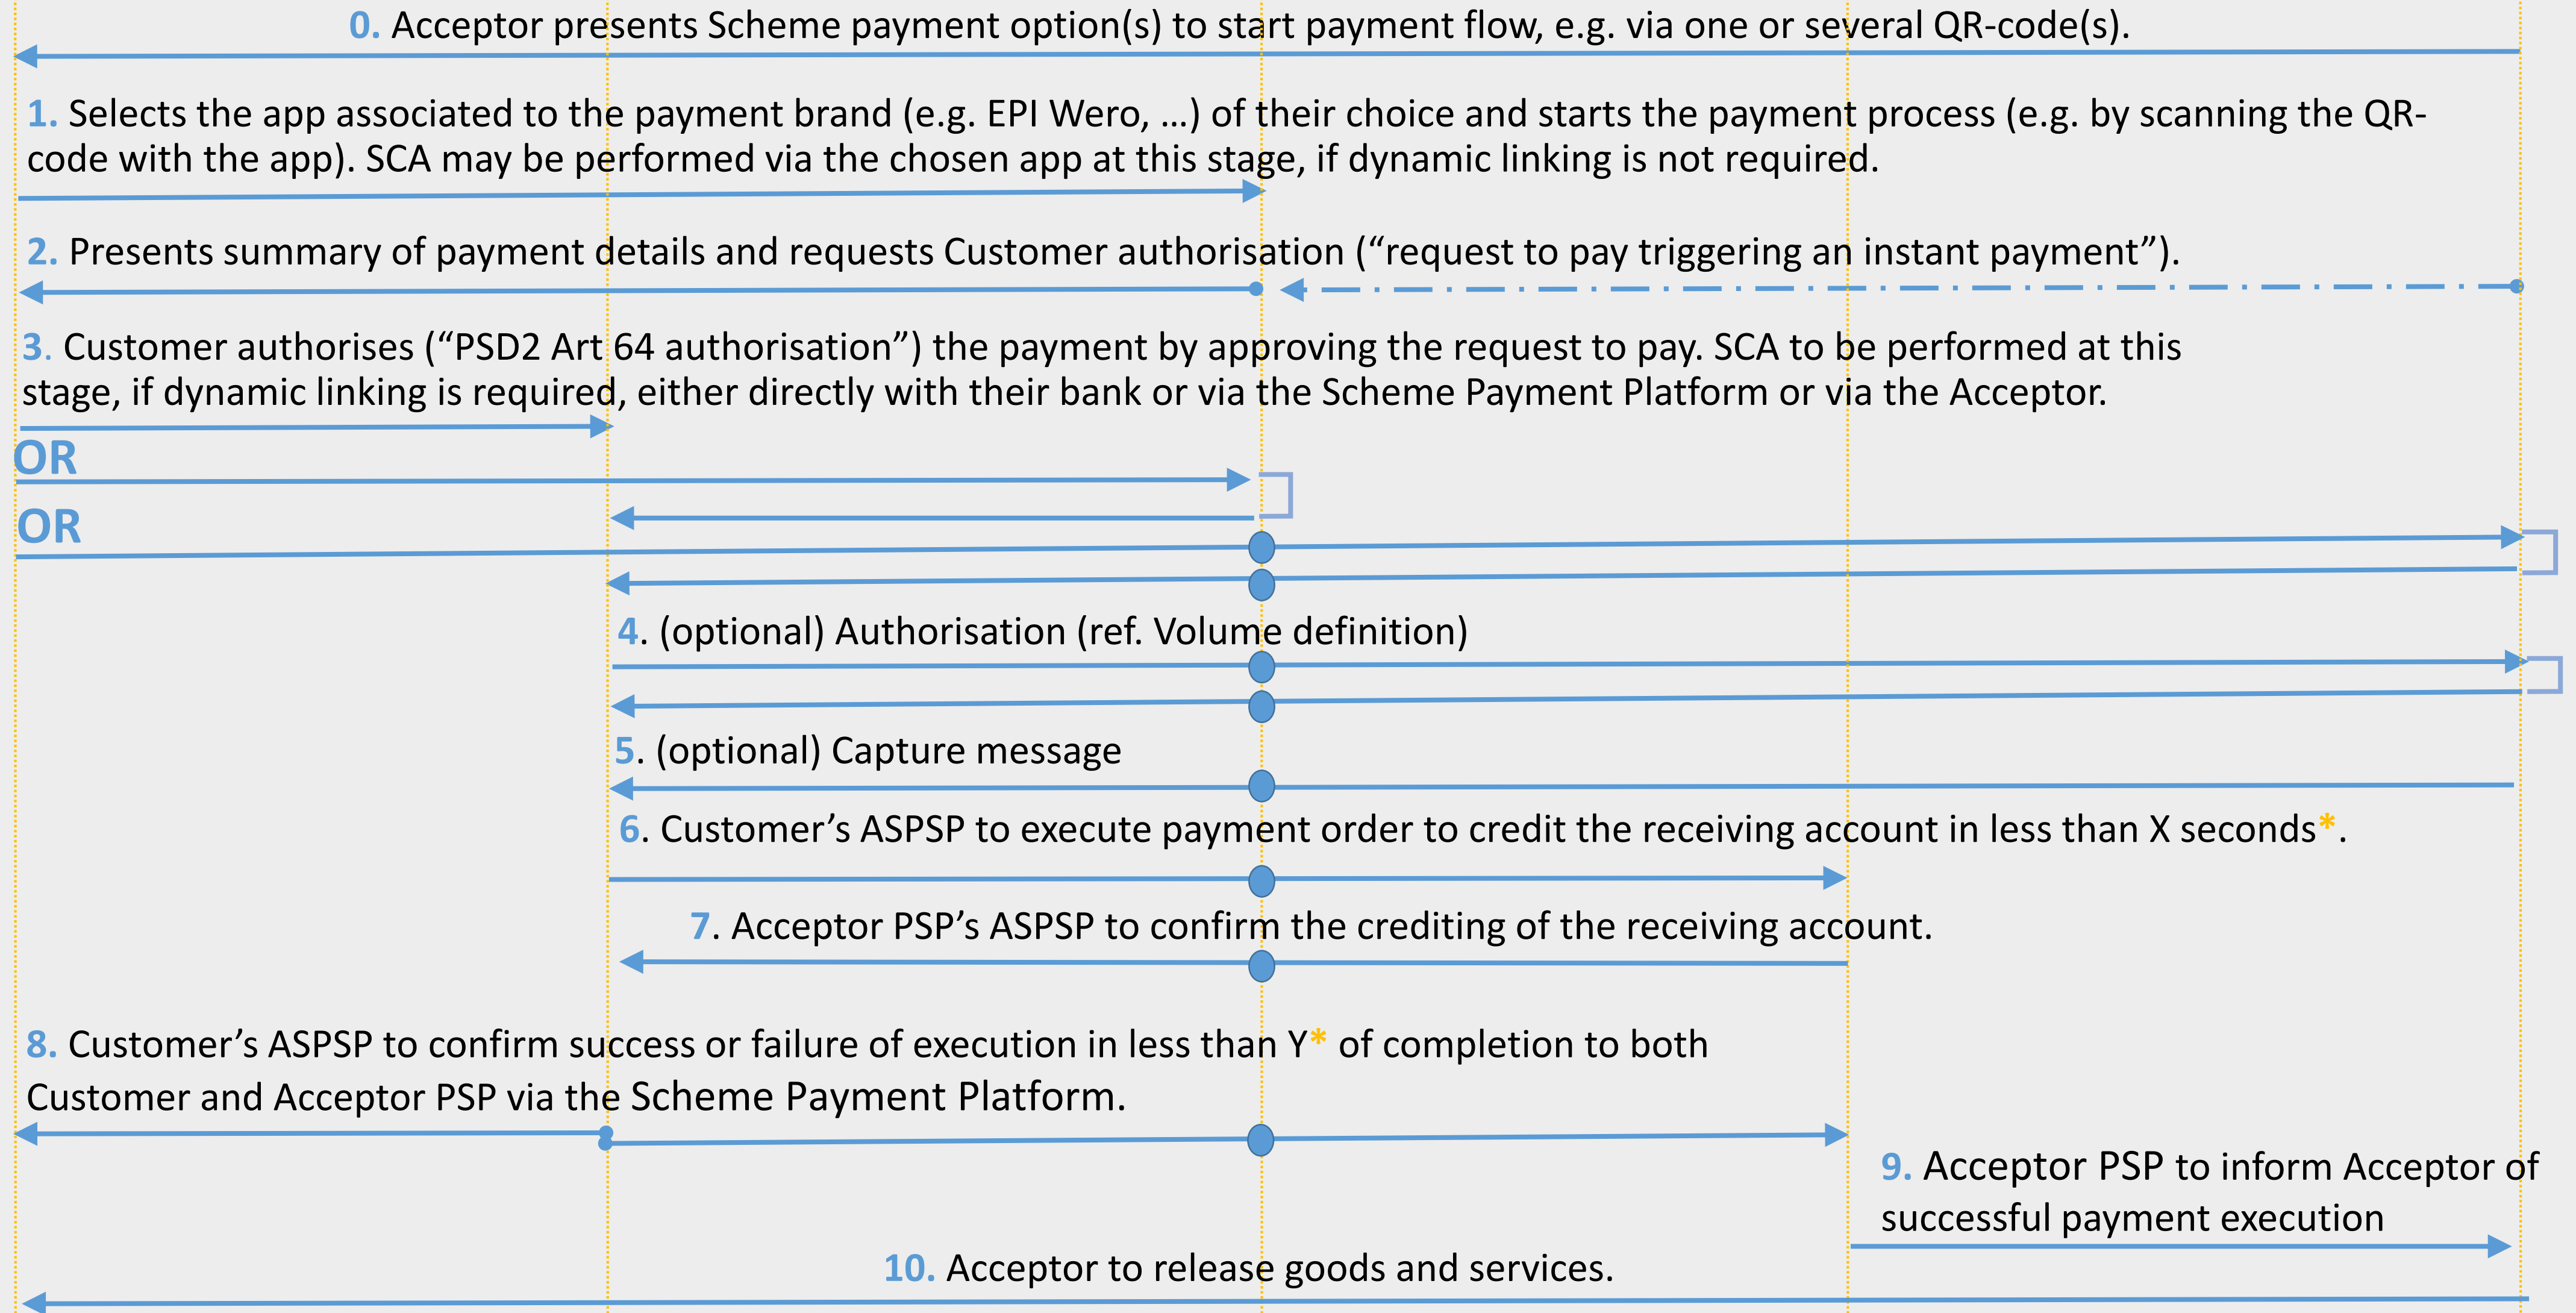 0. Acceptor presents Scheme payment option(s) to start payment flow, e.g. via one or several QR-code(s).
1. Selects the app associated to the payment brand (e.g. EPI Wero, …) of their choice and starts the payment process (e.g. by scanning the QR-
code with the app). SCA may be performed via the chosen app at this stage, if dynamic linking is not required.
2. Presents summary of payment details and requests Customer authorisation (“request to pay triggering an instant payment”).
3. Customer authorises (“PSD2 Art 64 authorisation”) the payment by approving the request to pay. SCA to be performed at this
stage, if dynamic linking is required, either directly with their bank or via the Scheme Payment Platform or via the Acceptor.
OR
OR
4. (optional) Authorisation (ref. Volume definition)
5. (optional) Capture message
6. Customer’s ASPSP to execute payment order to credit the receiving account in less than X seconds*.
7. Acceptor PSP’s ASPSP to confirm the crediting of the receiving account.
8. Customer’s ASPSP to confirm success or failure of execution in less than Y* of completion to both
Customer and Acceptor PSP via the Scheme Payment Platform.
9. Acceptor PSP to inform Acceptor of
successful payment execution
10. Acceptor to release goods and services.